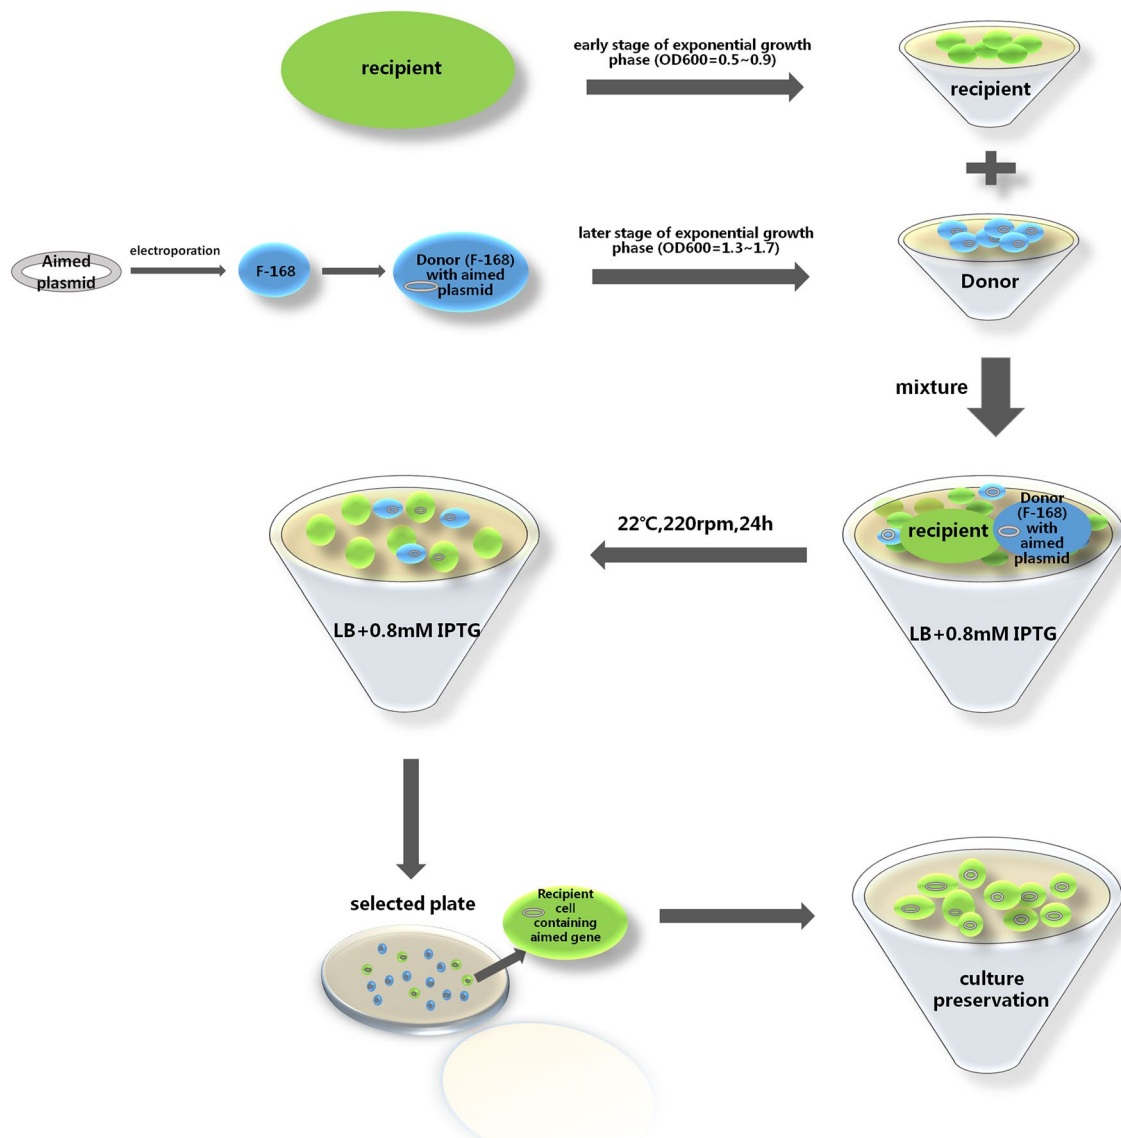 recipient
early stage of exponential growth
phase (OD600=0.5~0.9)
recipient
Aimed
plasmid
electroporation
F-168
Donor (F-168)
with aimed
plasmid
later stage of exponential growth
phase (OD600=1.3~1.7)
Donor
mixture
recipient
Donor
(F-168)
with
aimed
plasmid
LB+0.8mM IPTG
22℃,220rpm,24h
LB+0.8mM IPTG
selected plate
Recipient
cell
containing
aimed gene
culture
preservation